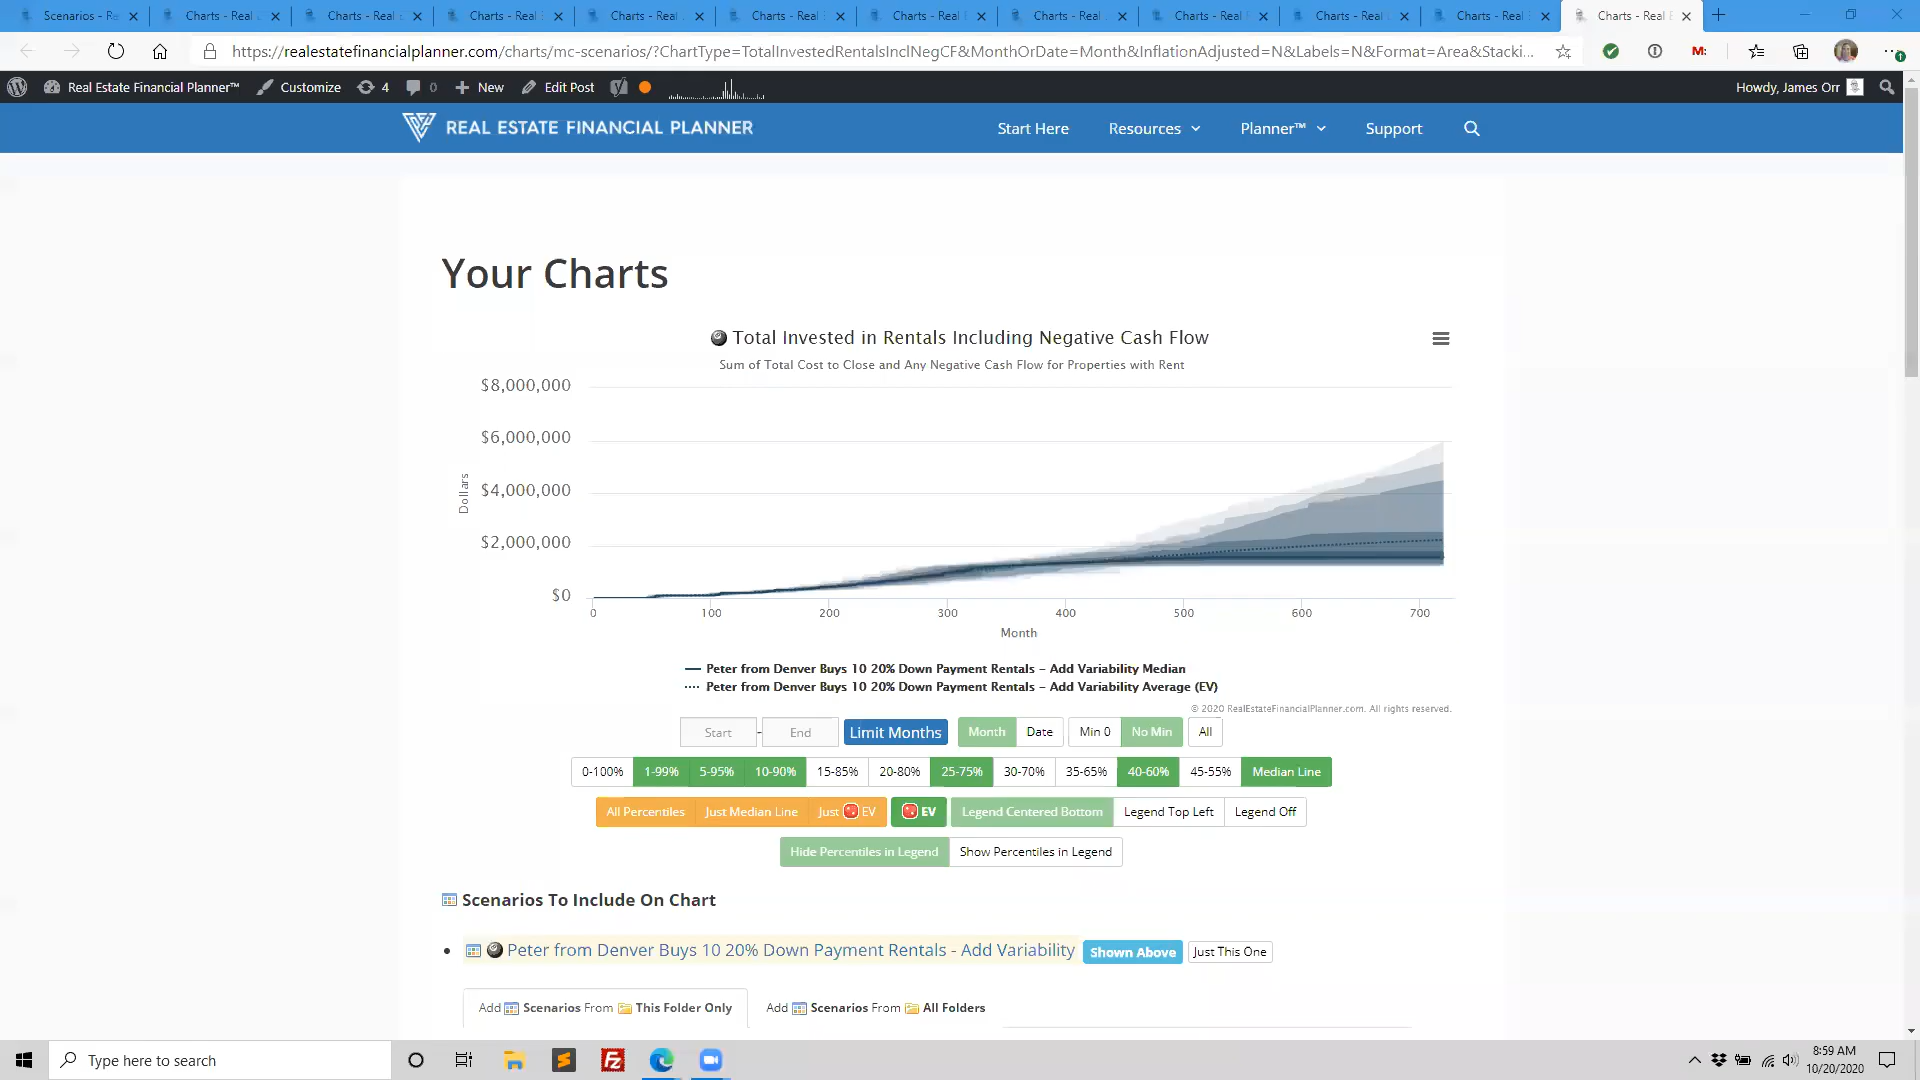 Scenarios - Re
Charts - Real
Charts - Real
Charts - Real
Charts - Real
Charts - Real
Charts - Real
Charts - Real
Charts - Real
Charts - Real
Charts - Real
Charts - Real
https://realestatefinancialplanner.com/charts/mc-scenarios/?ChartType=TotalInvestedRentalsInclNegCF&MonthOrDate=Month&InflationAdjusted=N&Labels=N&Format=Area&Stacki...
M:
Real Estate Financial Planner™ Customize 4 0 New Edit Post
Howdy, James Orr
REAL ESTATE FINANCIAL PLANNER
Start Here Resources Planner™ Support
Your Charts
Total Invested in Rentals Including Negative Cash Flow
Sum of Total Cost to Close and Any Negative Cash Flow for Properties with Rent
$8,000,000
$6,000,000
$4,000,000
$2,000,000
$0
Dollars
0 100 200 300 400 500 600 700
Month
Peter from Denver Buys 10 20% Down Payment Rentals - Add Variability Median
Peter from Denver Buys 10 20% Down Payment Rentals - Add Variability Average (EV)
© 2020 RealEstateFinancialPlanner.com. All rights reserved.
Start - End Limit Months Month Date Min 0 No Min All
0-100% 1-99% 5-95% 10-90% 15-85% 20-80% 25-75% 30-70% 35-65% 40-60% 45-55% Median Line
All Percentiles Just Median Line Just EV EV Legend Centered Bottom Legend Top Left Legend Off
Hide Percentiles in Legend Show Percentiles in Legend
Scenarios To Include On Chart
Peter from Denver Buys 10 20% Down Payment Rentals - Add Variability Shown Above Just This One
Add Scenarios From This Folder Only Add Scenarios From All Folders
Type here to search
8:59 AM
10/20/2020